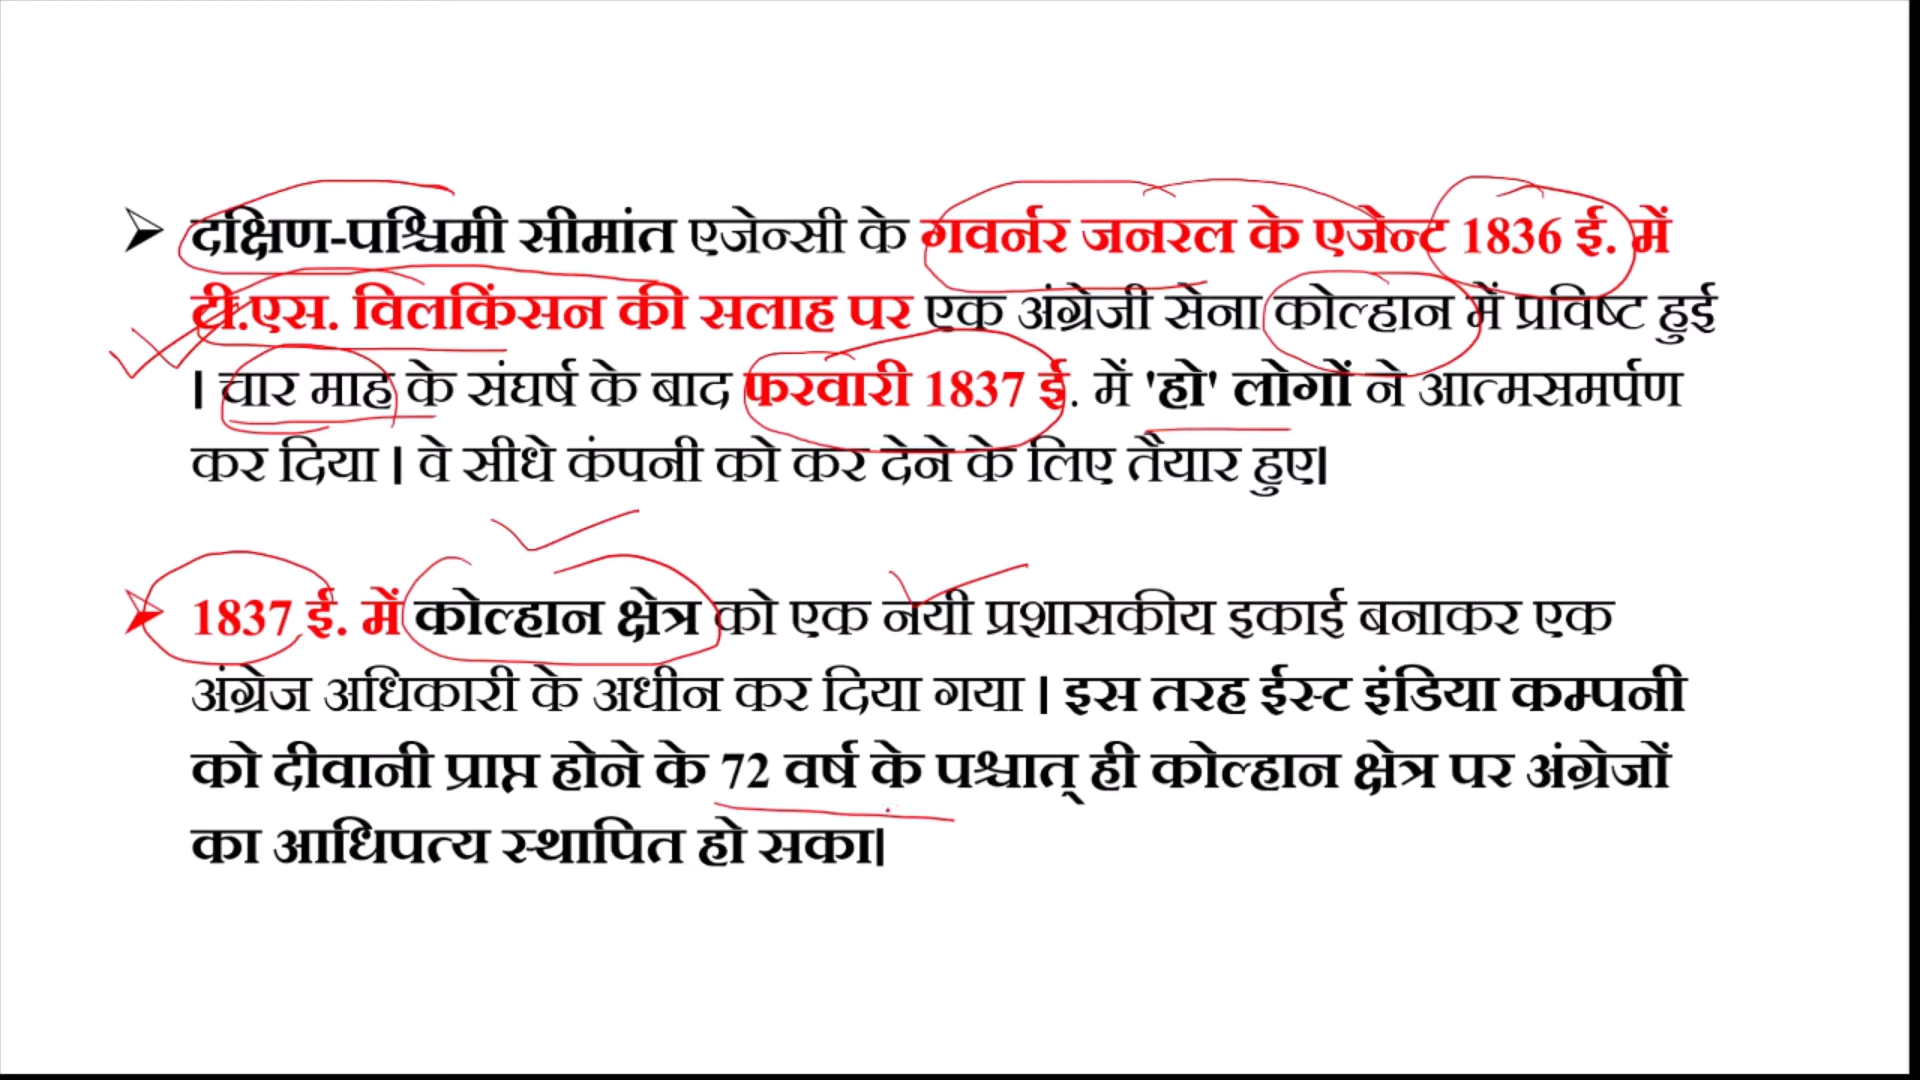 दक्षिण-पश्चिमी सीमांत एजेन्सी के गवर्नर जनरल के एजेन्ट 1836 ई. में
टी.एस. विलकिंसन की सलाह पर एक अंग्रेजी सेना कोल्हान में प्रविष्ट हुई
। चार माह के संघर्ष के बाद फरवारी 1837 ई. में 'हो' लोगों ने आत्मसमर्पण
कर दिया । वे सीधे कंपनी को कर देने के लिए तैयार हुए।
1837 ई. में कोल्हान क्षेत्र को एक नयी प्रशासकीय इकाई बनाकर एक
अंग्रेज अधिकारी के अधीन कर दिया गया । इस तरह ईस्ट इंडिया कम्पनी
को दीवानी प्राप्त होने के 72 वर्ष के पश्चात् ही कोल्हान क्षेत्र पर अंग्रेजों
का आधिपत्य स्थापित हो सका।